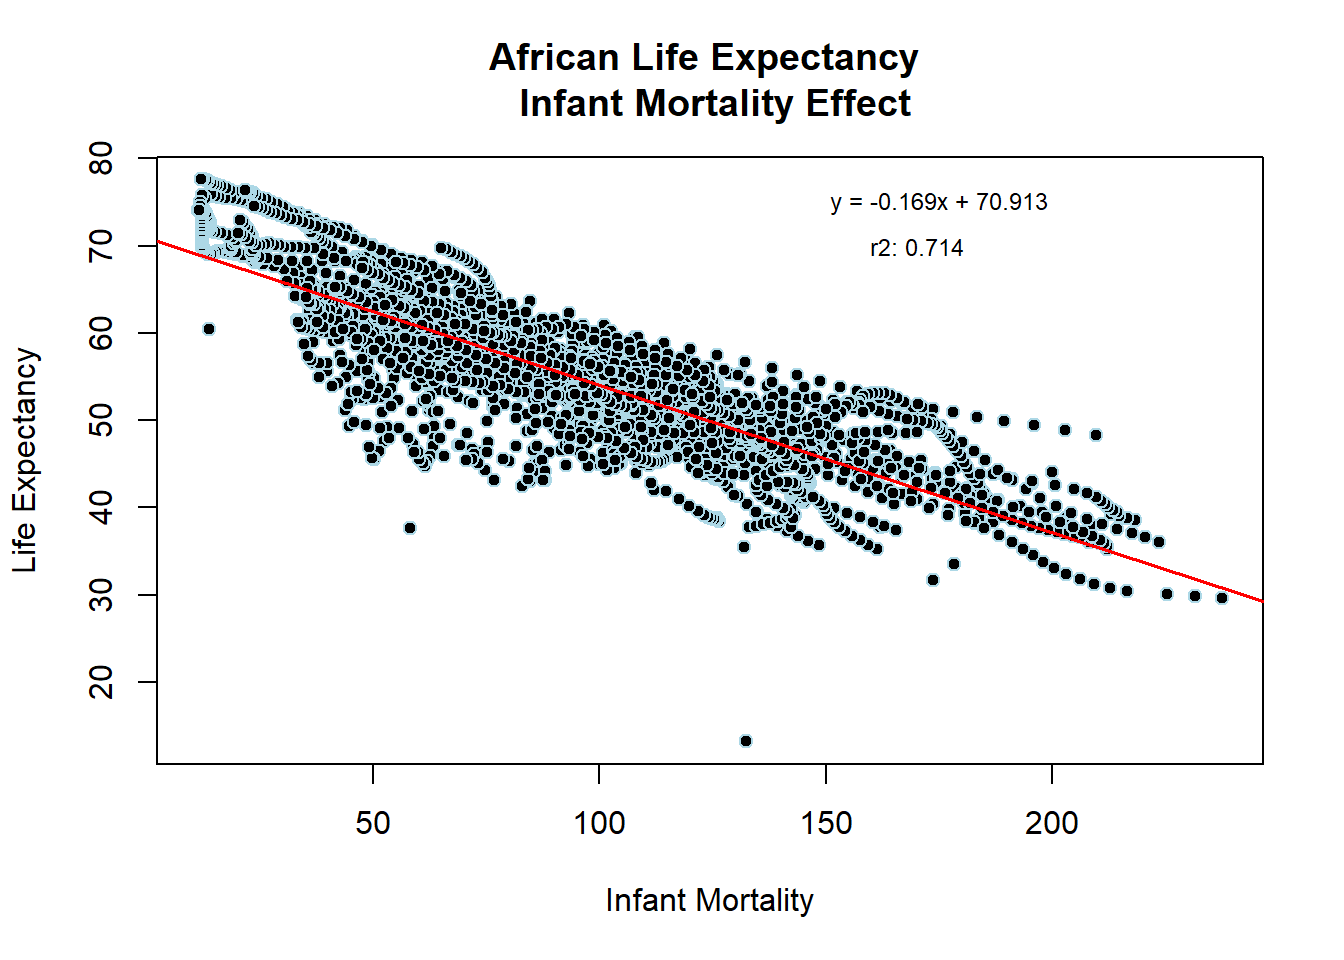 African Life Expectancy
Infant Mortality Effect
y = -0.169x + 70.913
r2: 0.714
Life Expectancy
80
70
60
50
40
30
20
50
100
150
200
Infant Mortality